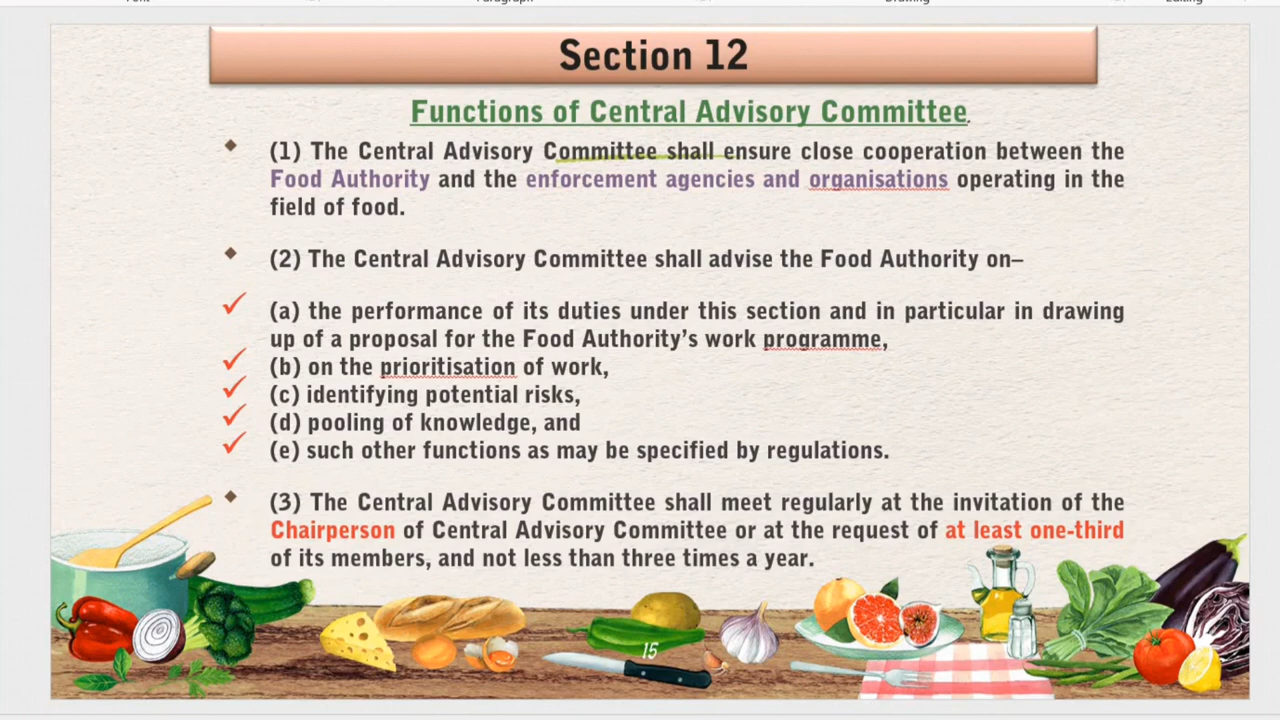 Section 12
Functions of Central Advisory Committee.
(1) The Central Advisory Committee shall ensure close cooperation between the
Food Authority and the enforcement agencies and organisations operating in the
field of food.
(2) The Central Advisory Committee shall advise the Food Authority on–
(a) the performance of its duties under this section and in particular in drawing
up of a proposal for the Food Authority's work programme,
(b) on the prioritisation of work,
(c) identifying potential risks,
(d) pooling of knowledge, and
(e) such other functions as may be specified by regulations.
(3) The Central Advisory Committee shall meet regularly at the invitation of the
Chairperson of Central Advisory Committee or at the request of at least one-third
of its members, and not less than three times a year.
15